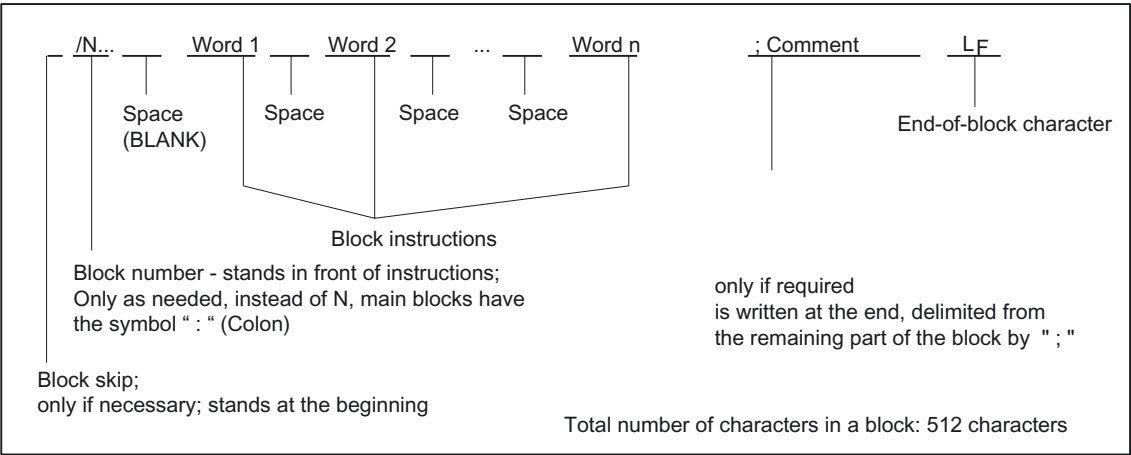 /N... Word 1 Word 2 ... Word n ; Comment LF
Space
(BLANK)
Space
Space
Space
End-of-block character
Block instructions
Block number - stands in front of instructions;
Only as needed, instead of N, main blocks have
the symbol “ : “ (Colon)
only if required
is written at the end, delimited from
the remaining part of the block by " ; "
Block skip;
only if necessary; stands at the beginning
Total number of characters in a block: 512 characters